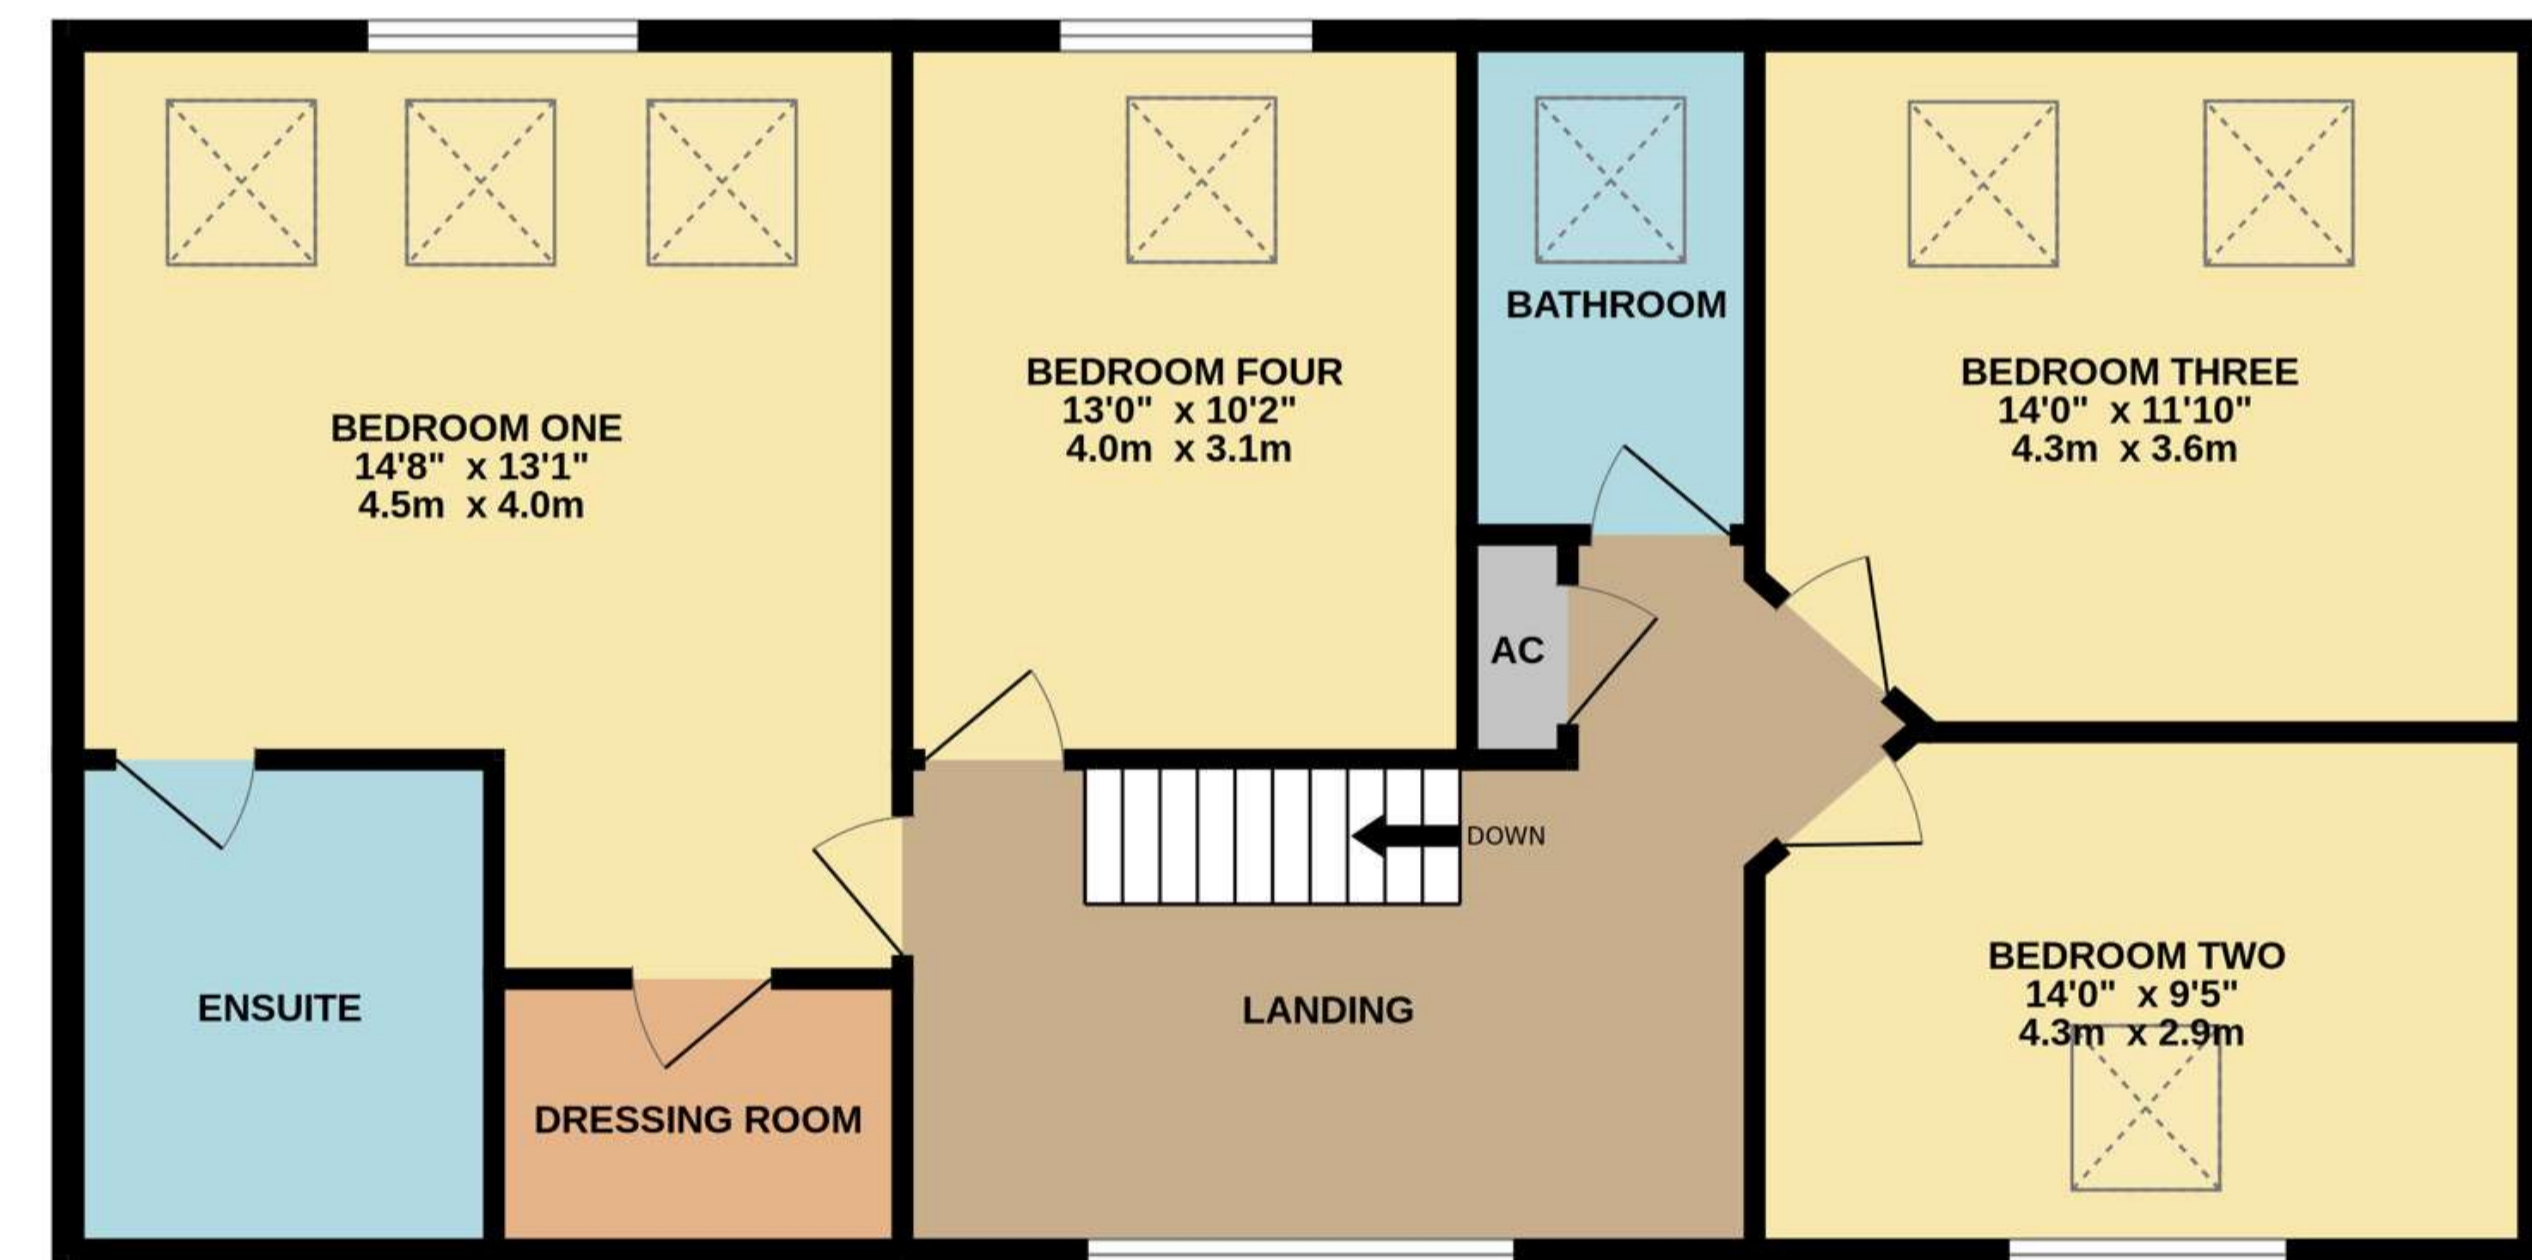 BEDROOM ONE
14'8" x 13'1"
4.5m x 4.0m
BEDROOM FOUR
13'0" x 10'2"
4.0m x 3.1m
BATHROOM
BEDROOM THREE
14'0" x 11'10"
4.3m x 3.6m
AC
DOWN
ENSUITE
DRESSING ROOM
LANDING
BEDROOM TWO
14'0" x 9'5"
4.3m x 2.9m